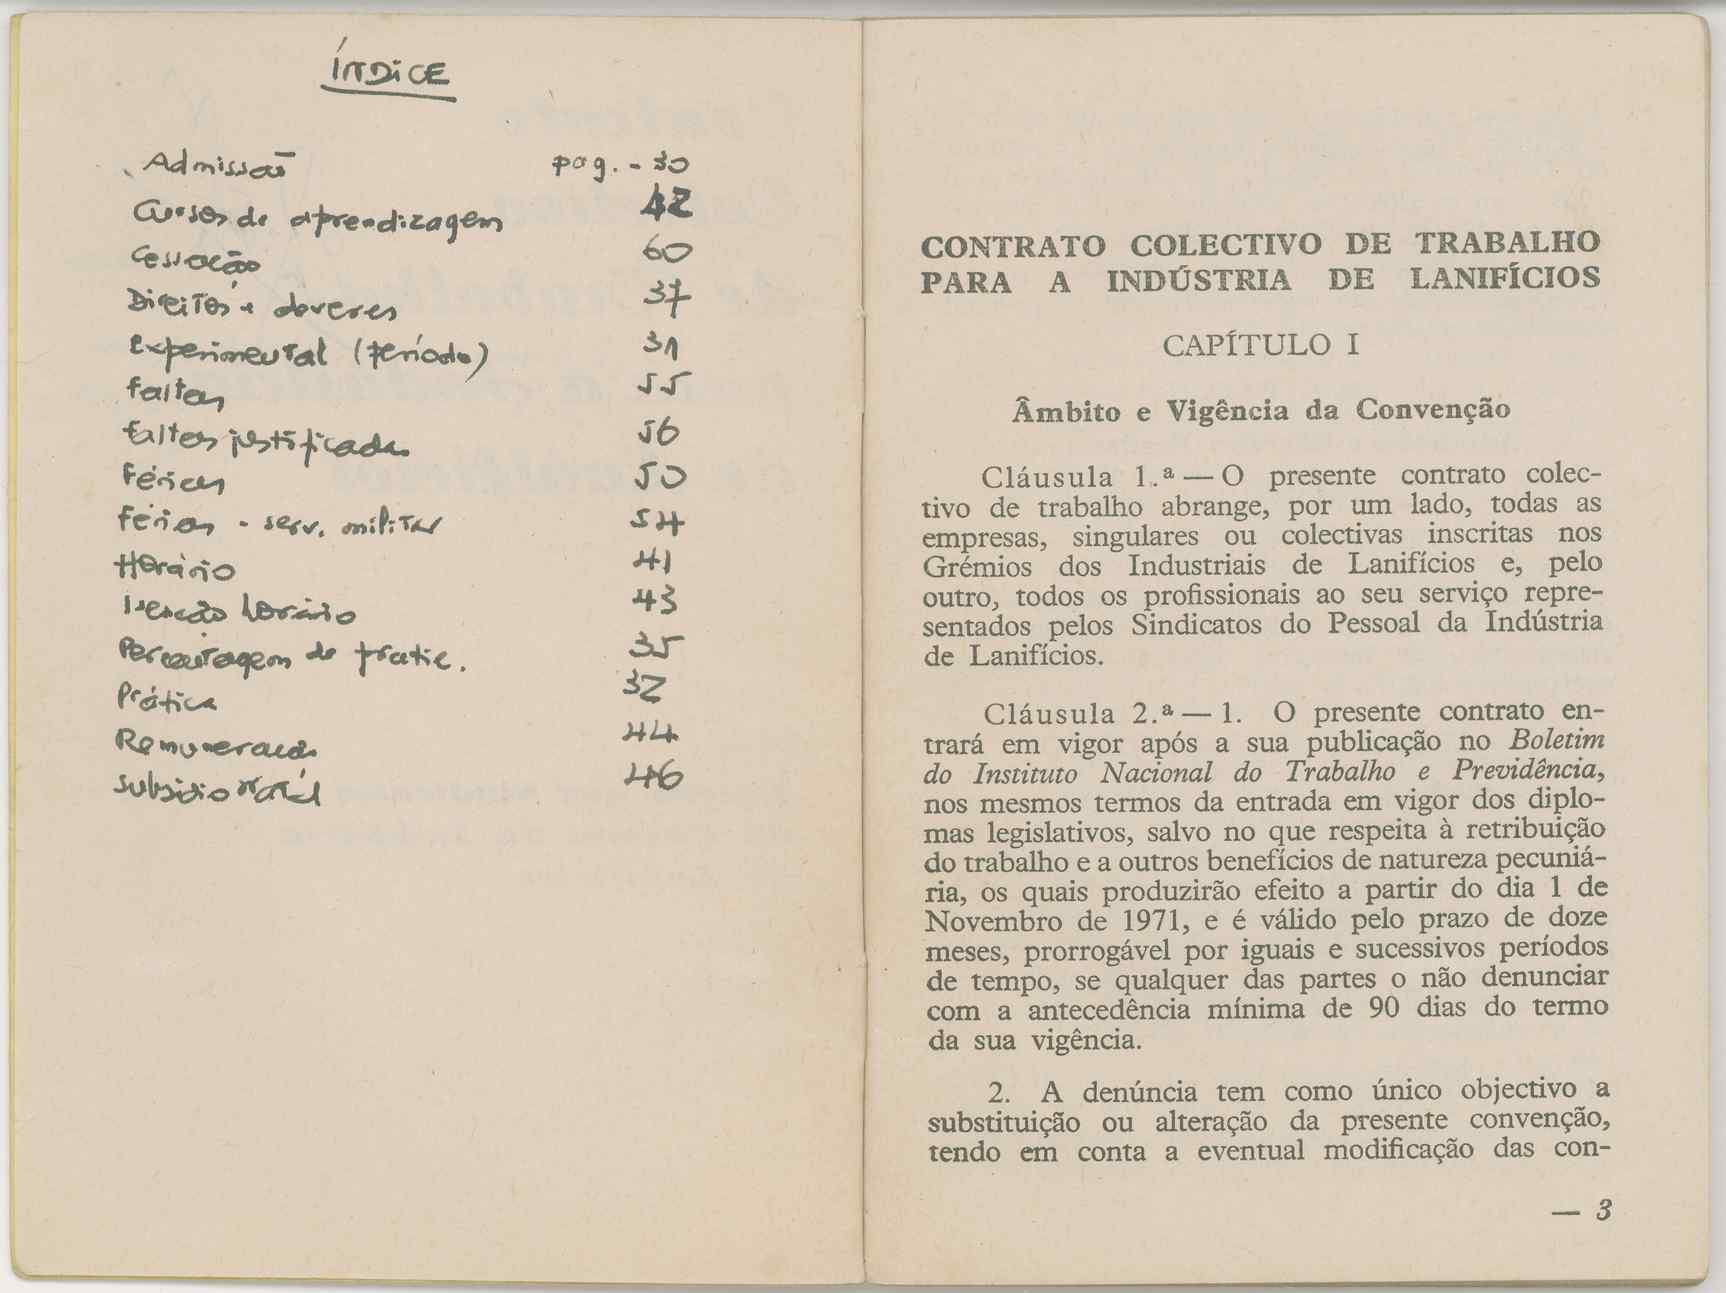 ÍNDICE
Admissão pag. - 30
Cursos de aprendizagem 42
Cessação 60
Direitos e deveres 37
Experimental (período) 31
Faltas 55
Faltas justificadas 56
Férias 50
Férias - serv. militar 54
Horário 41
Isenção horário 43
Percentagem de pratic. 35
Prática 32
Remuneração 44
Subsídio Natal 46
CONTRATO COLECTIVO DE TRABALHO
PARA A INDÚSTRIA DE LANIFÍCIOS
CAPÍTULO I
Âmbito e Vigência da Convenção
Cláusula 1.ª — O presente contrato colec-
tivo de trabalho abrange, por um lado, todas as
empresas, singulares ou colectivas inscritas nos
Grémios dos Industriais de Lanifícios e, pelo
outro, todos os profissionais ao seu serviço repre-
sentados pelos Sindicatos do Pessoal da Indústria
de Lanifícios.
Cláusula 2.ª — 1. O presente contrato en-
trará em vigor após a sua publicação no Boletim
do Instituto Nacional do Trabalho e Previdência,
nos mesmos termos da entrada em vigor dos diplo-
mas legislativos, salvo no que respeita à retribuição
do trabalho e a outros benefícios de natureza pecuniá-
ria, os quais produzirão efeito a partir do dia 1 de
Novembro de 1971, e é válido pelo prazo de doze
meses, prorrogável por iguais e sucessivos períodos
de tempo, se qualquer das partes o não denunciar
com a antecedência mínima de 90 dias do termo
da sua vigência.
2. A denúncia tem como único objectivo a
substituição ou alteração da presente convenção,
tendo em conta a eventual modificação das con-
— 3